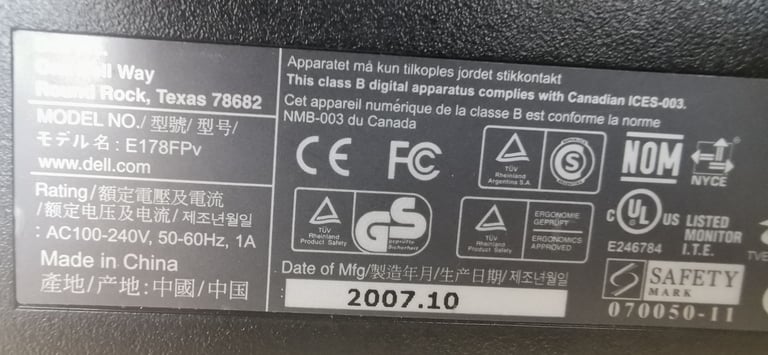 Way
Round Rock, Texas 78682
MODEL NO./型號/型号/
モデル名: E178FPv
www.dell.com
Rating/額定電壓及電流
/额定电压及电流/제조년월일
: AC100-240V, 50-60Hz, 1A
Made in China
產地/产地:中國/中国
Apparatet må kun tilkoples jordet stikkontakt
This class B digital apparatus complies with Canadian ICES-003.
Cet appareil numérique de la classe B est conforme la norme
NMB-003 du Canada
CE FC
TÜV
Rheinland
Argentina S.A.
S
NOM
NYCE
TÜV
Rheinland
Product Safety
GS
geprüfte
Sicherheit
TÜV
Rheinland
Product Safety
ERGONOMIE
GEPRÜFT
ERGONOMICS
APPROVED
c UL US LISTED
MONITOR
I.T.E.
E246784
Date of Mfg/製造年月/生产日期/제조년월일
2007.10
S SAFETY
MARK
070050-11